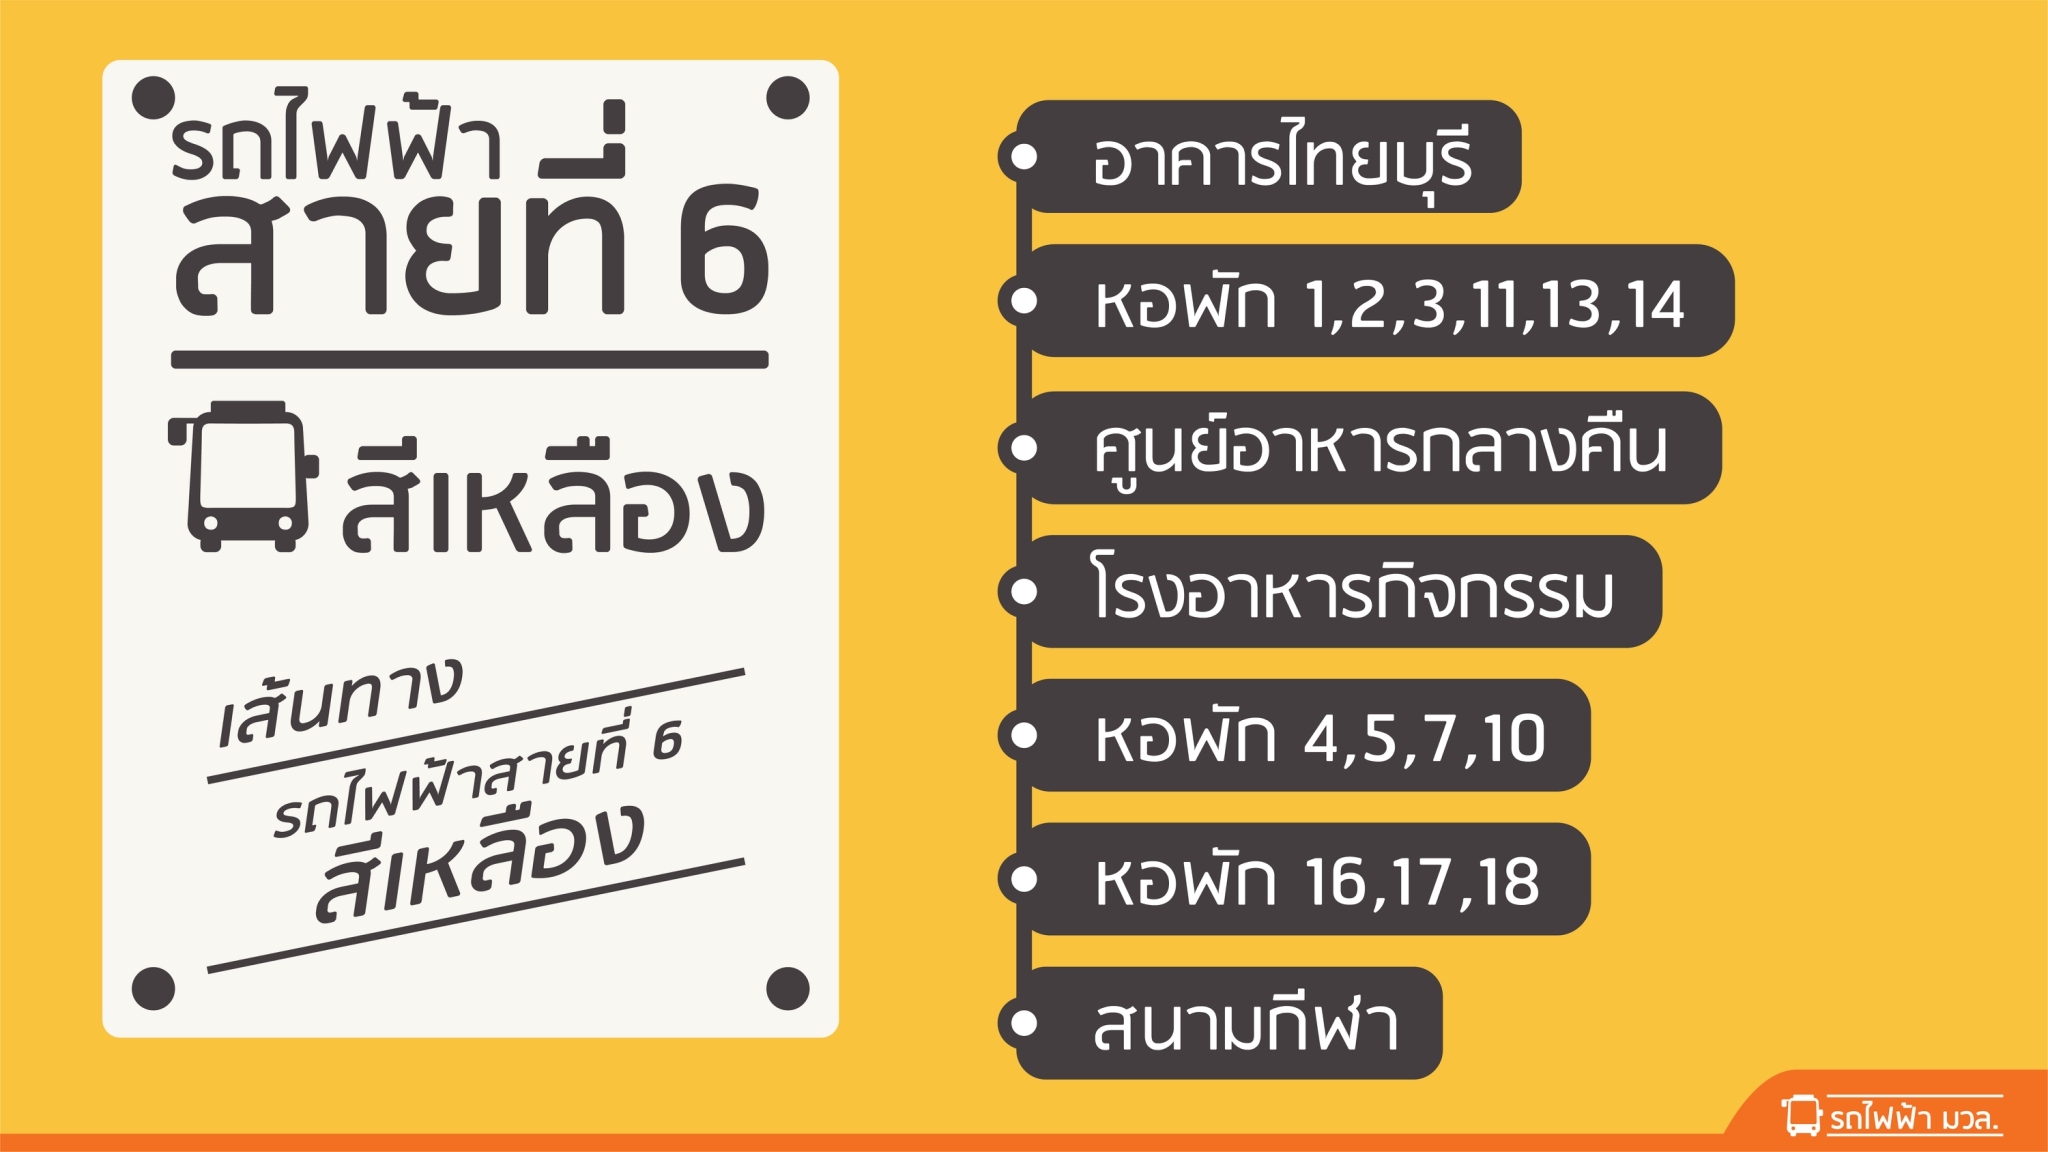 รถไฟฟ้า
สายที่ 6
สีเหลือง
เส้นทาง
รถไฟฟ้าสายที่ 6
สีเหลือง
อาคารไทยบุรี
หอพัก 1,2,3,11,13,14
ศูนย์อาหารกลางคืน
โรงอาหารกิจกรรม
หอพัก 4,5,7,10
หอพัก 16,17,18
สนามกีฬา
รถไฟฟ้า มวล.